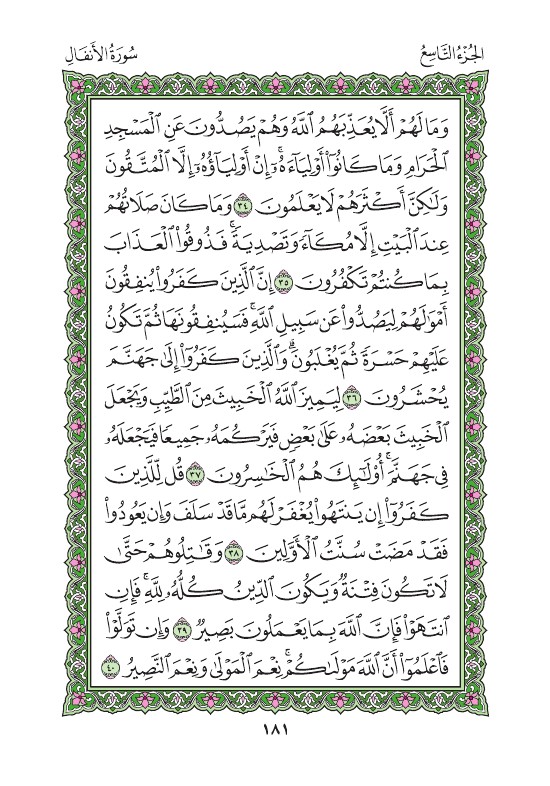 الجُزْءُ التَّاسِعُ
سُورَةُ الأَنفَالِ
وَمَا لَهُمْ أَلَّا يُعَذِّبَهُمُ ٱللَّهُ وَهُمْ يَصُدُّونَ عَنِ ٱلْمَسْجِدِ
ٱلْحَرَامِ وَمَا كَانُوٓا۟ أَوْلِيَآءَهُۥٓ ۚ إِنْ أَوْلِيَآؤُهُۥٓ إِلَّا ٱلْمُتَّقُونَ
وَلَٰكِنَّ أَكْثَرَهُمْ لَا يَعْلَمُونَ ٣٤ وَمَا كَانَ صَلَاتُهُمْ
عِندَ ٱلْبَيْتِ إِلَّا مُكَآءً وَتَصْدِيَةً ۚ فَذُوقُوا۟ ٱلْعَذَابَ
بِمَا كُنتُمْ تَكْفُرُونَ ٣٥ إِنَّ ٱلَّذِينَ كَفَرُوا۟ يُنفِقُونَ
أَمْوَٰلَهُمْ لِيَصُدُّوا۟ عَن سَبِيلِ ٱللَّهِ ۚ فَسَيُنفِقُونَهَا ثُمَّ تَكُونُ
عَلَيْهِمْ حَسْرَةً ثُمَّ يُغْلَبُونَ ۗ وَٱلَّذِينَ كَفَرُوٓا۟ إِلَىٰ جَهَنَّمَ
يُحْشَرُونَ ٣٦ لِيَمِيزَ ٱللَّهُ ٱلْخَبِيثَ مِنَ ٱلطَّيِّبِ وَيَجْعَلَ
ٱلْخَبِيثَ بَعْضَهُۥ عَلَىٰ بَعْضٍ فَيَرْكُمَهُۥ جَمِيعًا فَيَجْعَلَهُۥ
فِى جَهَنَّمَ ۚ أُو۟لَٰٓئِكَ هُمُ ٱلْخَٰسِرُونَ ٣٧ قُل لِّلَّذِينَ
كَفَرُوٓا۟ إِن يَنتَهُوا۟ يُغْفَرْ لَهُم مَّا قَدْ سَلَفَ وَإِن يَعُودُوا۟
فَقَدْ مَضَتْ سُنَّتُ ٱلْأَوَّلِينَ ٣٨ وَقَٰتِلُوهُمْ حَتَّىٰ
لَا تَكُونَ فِتْنَةٌ وَيَكُونَ ٱلدِّينُ كُلُّهُۥ لِلَّهِ ۚ فَإِنِ
ٱنتَهَوْا۟ فَإِنَّ ٱللَّهَ بِمَا يَعْمَلُونَ بَصِيرٌ ٣٩ وَإِن تَوَلَّوْا۟
فَٱعْلَمُوٓا۟ أَنَّ ٱللَّهَ مَوْلَىٰكُمْ ۚ نِعْمَ ٱلْمَوْلَىٰ وَنِعْمَ ٱلنَّصِيرُ ٤٠
١٨١